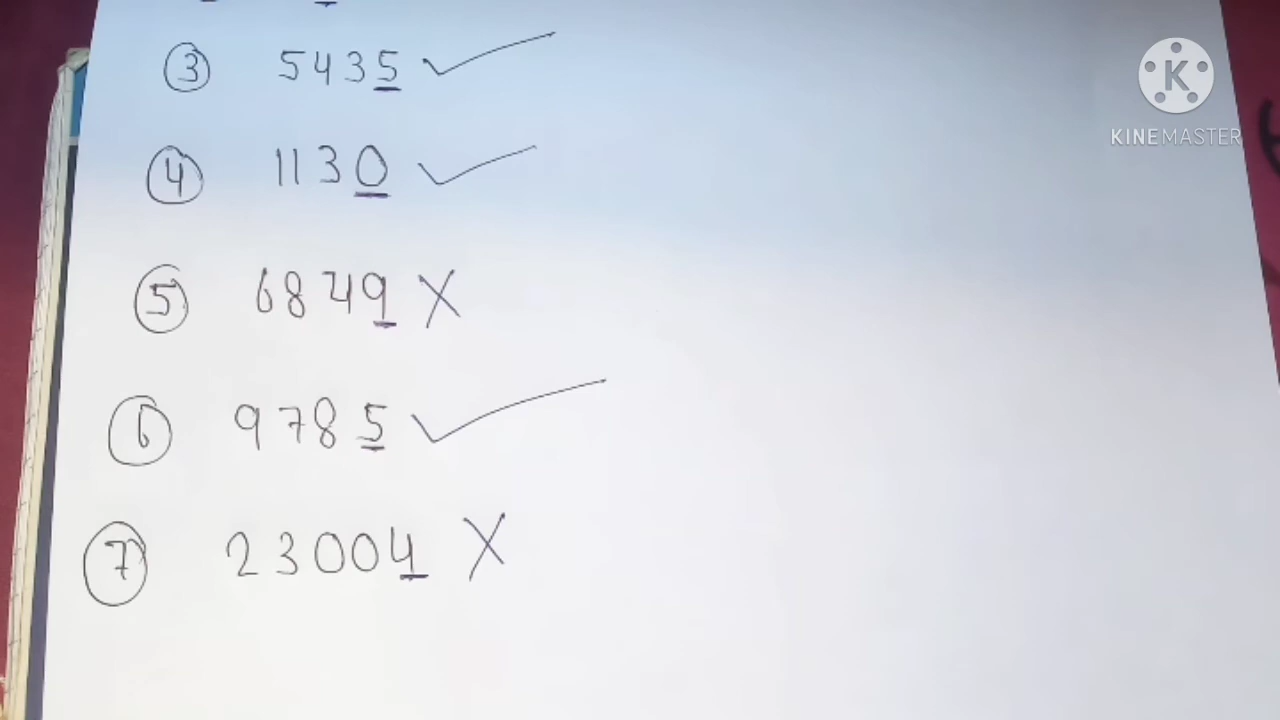 ③ 5435 ✓
④ 1130 ✓
⑤ 6849 X
⑥ 9785 ✓
⑦ 23004 X
KINEMASTER